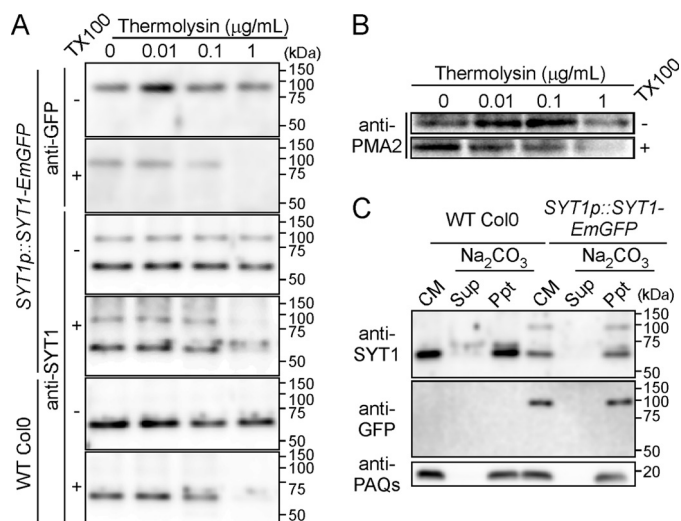 A
TX100
Thermolysin (μg/mL)
0 0.01 0.1 1 (kDa)
SYT1p::SYT1-EmGFP
WT Col0
anti-GFP
anti-SYT1
-
150
100
75
50
+
150
100
75
50
-
150
100
75
50
+
150
100
75
50
-
150
100
75
50
+
150
100
75
50
B
Thermolysin (μg/mL)
TX100
0 0.01 0.1 1
anti-
PMA2
-
+
C
WT Col0
SYT1p::SYT1-
EmGFP
Na2CO3 Na2CO3
CM Sup Ppt CM Sup Ppt (kDa)
anti-
SYT1
150
100
75
50
anti-
GFP
150
100
75
50
anti-
PAQs
20